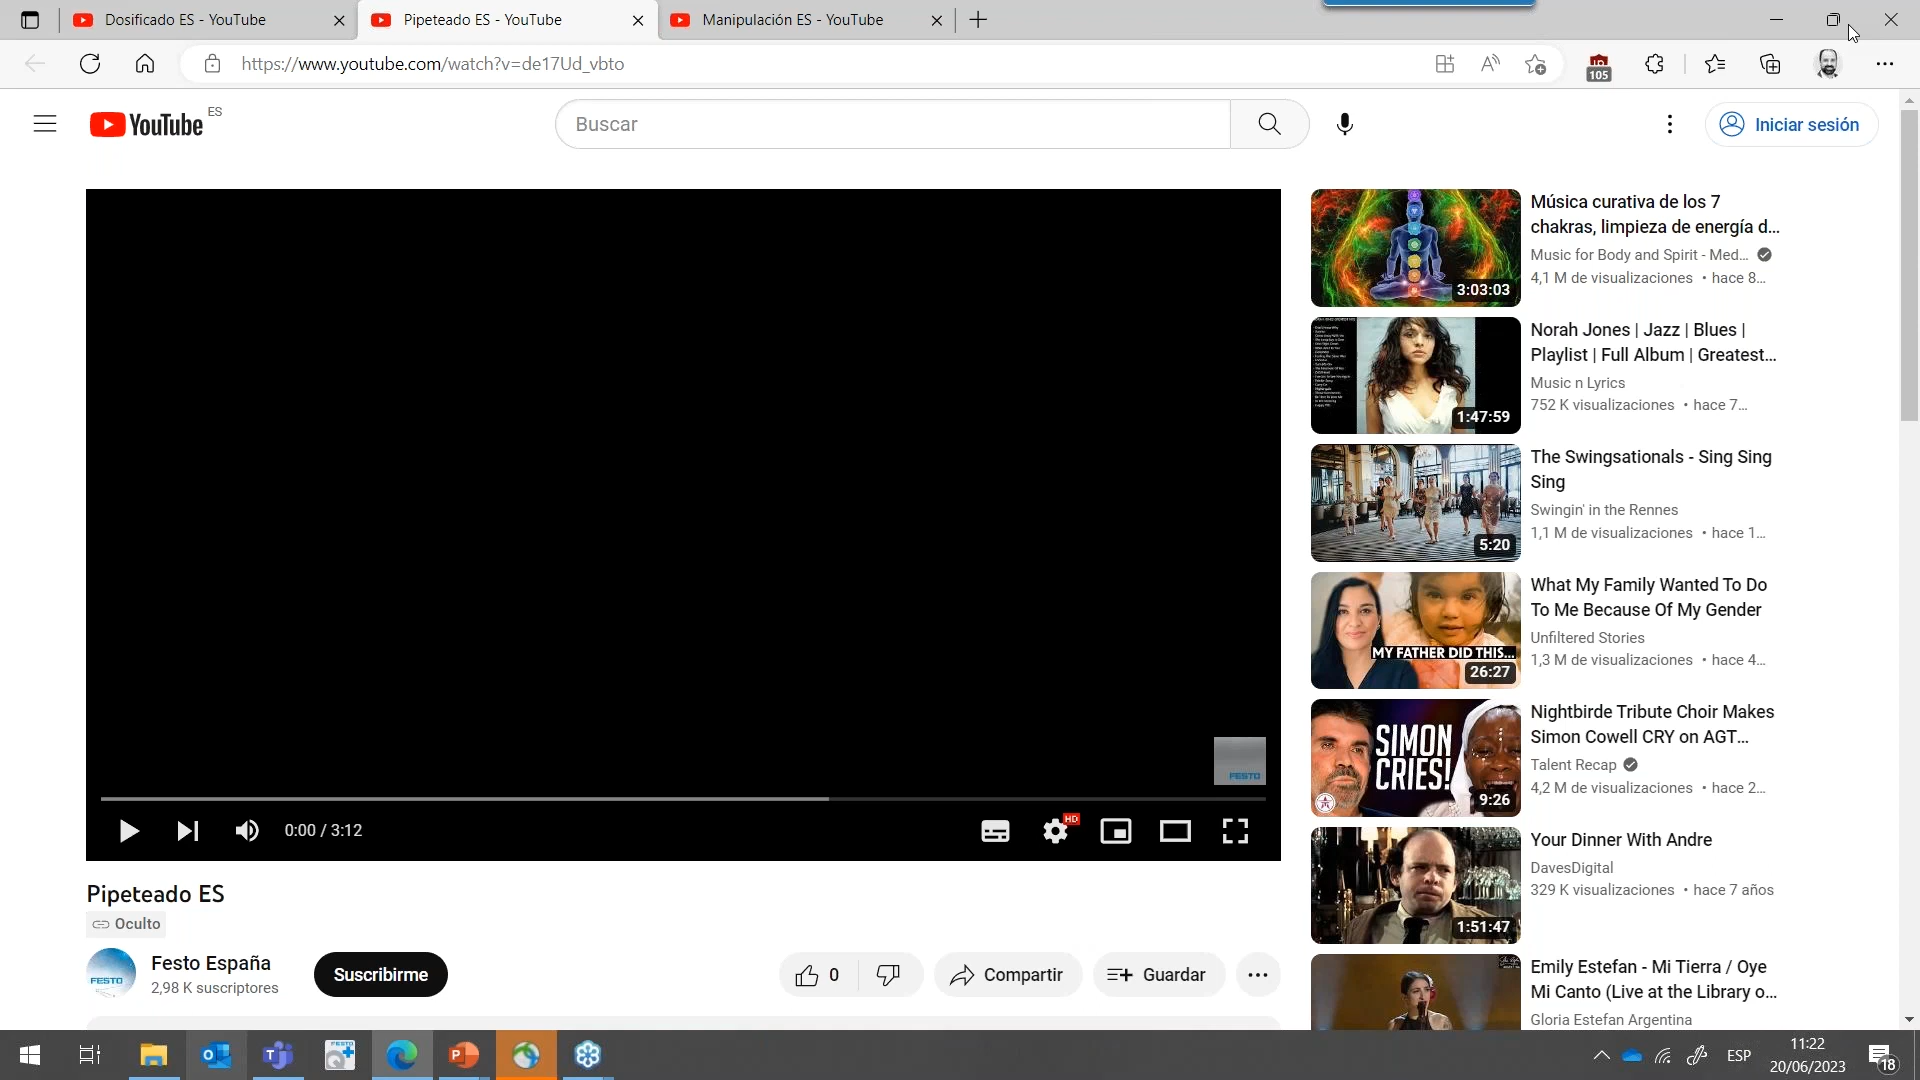 Dosificado ES - YouTube
Pipeteado ES - YouTube
Manipulación ES - YouTube
https://www.youtube.com/watch?v=de17Ud_vbto
105
YouTube ES
Buscar
Iniciar sesión
FESTO
0:00 / 3:12
HD
Pipeteado ES
Oculto
FESTO
Festo España
2,98 K suscriptores
Suscribirme
0
Compartir
Guardar
3:03:03
Música curativa de los 7
chakras, limpieza de energía d...
Music for Body and Spirit - Med...
4,1 M de visualizaciones • hace 8...
1:47:59
Norah Jones | Jazz | Blues |
Playlist | Full Album | Greatest...
Music n Lyrics
752 K visualizaciones • hace 7...
5:20
The Swingsationals - Sing Sing
Sing
Swingin' in the Rennes
1,1 M de visualizaciones • hace 1...
MY FATHER DID THIS...
26:27
What My Family Wanted To Do
To Me Because Of My Gender
Unfiltered Stories
1,3 M de visualizaciones • hace 4...
SIMON
CRIES!
9:26
Nightbirde Tribute Choir Makes
Simon Cowell CRY on AGT...
Talent Recap
4,2 M de visualizaciones • hace 2...
1:51:47
Your Dinner With Andre
DavesDigital
329 K visualizaciones • hace 7 años
Emily Estefan - Mi Tierra / Oye
Mi Canto (Live at the Library o...
Gloria Estefan Argentina
FESTO
ESP
11:22
20/06/2023
18